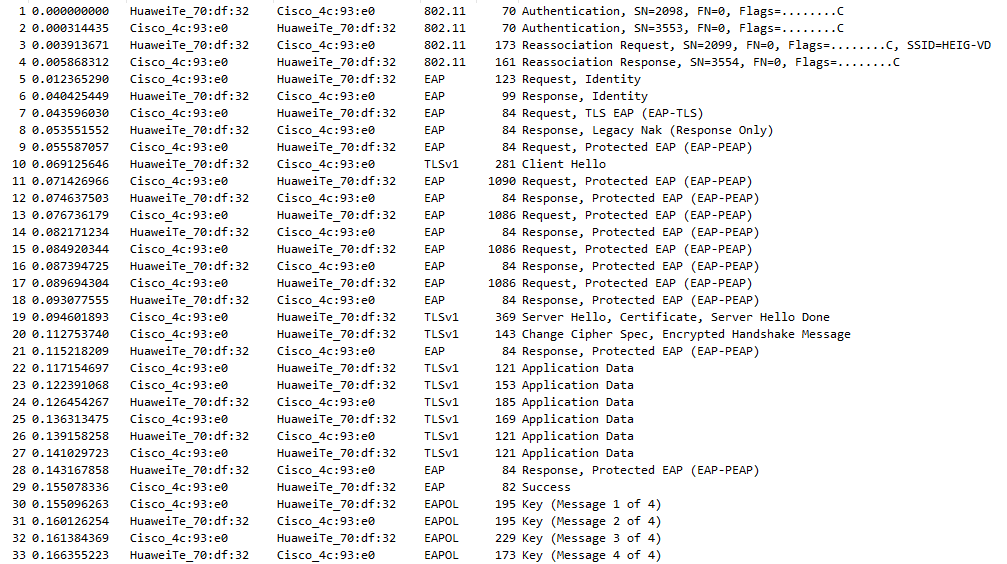 1 0.000000000 HuaweiTe_70:df:32 Cisco_4c:93:e0 802.11 70 Authentication, SN=2098, FN=0, Flags=........C
2 0.000314435 Cisco_4c:93:e0 HuaweiTe_70:df:32 802.11 70 Authentication, SN=3553, FN=0, Flags=........C
3 0.003913671 HuaweiTe_70:df:32 Cisco_4c:93:e0 802.11 173 Reassociation Request, SN=2099, FN=0, Flags=........C, SSID=HEIG-VD
4 0.005868312 Cisco_4c:93:e0 HuaweiTe_70:df:32 802.11 161 Reassociation Response, SN=3554, FN=0, Flags=........C
5 0.012365290 Cisco_4c:93:e0 HuaweiTe_70:df:32 EAP 123 Request, Identity
6 0.040425449 HuaweiTe_70:df:32 Cisco_4c:93:e0 EAP 99 Response, Identity
7 0.043596030 Cisco_4c:93:e0 HuaweiTe_70:df:32 EAP 84 Request, TLS EAP (EAP-TLS)
8 0.053551552 HuaweiTe_70:df:32 Cisco_4c:93:e0 EAP 84 Response, Legacy Nak (Response Only)
9 0.055587057 Cisco_4c:93:e0 HuaweiTe_70:df:32 EAP 84 Request, Protected EAP (EAP-PEAP)
10 0.069125646 HuaweiTe_70:df:32 Cisco_4c:93:e0 TLSv1 281 Client Hello
11 0.071426966 Cisco_4c:93:e0 HuaweiTe_70:df:32 EAP 1090 Request, Protected EAP (EAP-PEAP)
12 0.074637503 HuaweiTe_70:df:32 Cisco_4c:93:e0 EAP 84 Response, Protected EAP (EAP-PEAP)
13 0.076736179 Cisco_4c:93:e0 HuaweiTe_70:df:32 EAP 1086 Request, Protected EAP (EAP-PEAP)
14 0.082171234 HuaweiTe_70:df:32 Cisco_4c:93:e0 EAP 84 Response, Protected EAP (EAP-PEAP)
15 0.084920344 Cisco_4c:93:e0 HuaweiTe_70:df:32 EAP 1086 Request, Protected EAP (EAP-PEAP)
16 0.087394725 HuaweiTe_70:df:32 Cisco_4c:93:e0 EAP 84 Response, Protected EAP (EAP-PEAP)
17 0.089694304 Cisco_4c:93:e0 HuaweiTe_70:df:32 EAP 1086 Request, Protected EAP (EAP-PEAP)
18 0.093077555 HuaweiTe_70:df:32 Cisco_4c:93:e0 EAP 84 Response, Protected EAP (EAP-PEAP)
19 0.094601893 Cisco_4c:93:e0 HuaweiTe_70:df:32 TLSv1 369 Server Hello, Certificate, Server Hello Done
20 0.112753740 Cisco_4c:93:e0 HuaweiTe_70:df:32 TLSv1 143 Change Cipher Spec, Encrypted Handshake Message
21 0.115218209 HuaweiTe_70:df:32 Cisco_4c:93:e0 EAP 84 Response, Protected EAP (EAP-PEAP)
22 0.117154697 Cisco_4c:93:e0 HuaweiTe_70:df:32 TLSv1 121 Application Data
23 0.122391068 HuaweiTe_70:df:32 Cisco_4c:93:e0 TLSv1 153 Application Data
24 0.126454267 HuaweiTe_70:df:32 Cisco_4c:93:e0 TLSv1 185 Application Data
25 0.136313475 Cisco_4c:93:e0 HuaweiTe_70:df:32 TLSv1 169 Application Data
26 0.139158258 HuaweiTe_70:df:32 Cisco_4c:93:e0 TLSv1 121 Application Data
27 0.141029723 Cisco_4c:93:e0 HuaweiTe_70:df:32 TLSv1 121 Application Data
28 0.143167858 HuaweiTe_70:df:32 Cisco_4c:93:e0 EAP 84 Response, Protected EAP (EAP-PEAP)
29 0.155078336 Cisco_4c:93:e0 HuaweiTe_70:df:32 EAP 82 Success
30 0.155096263 Cisco_4c:93:e0 HuaweiTe_70:df:32 EAPOL 195 Key (Message 1 of 4)
31 0.160126254 HuaweiTe_70:df:32 Cisco_4c:93:e0 EAPOL 195 Key (Message 2 of 4)
32 0.161384369 Cisco_4c:93:e0 HuaweiTe_70:df:32 EAPOL 229 Key (Message 3 of 4)
33 0.166355223 HuaweiTe_70:df:32 Cisco_4c:93:e0 EAPOL 173 Key (Message 4 of 4)